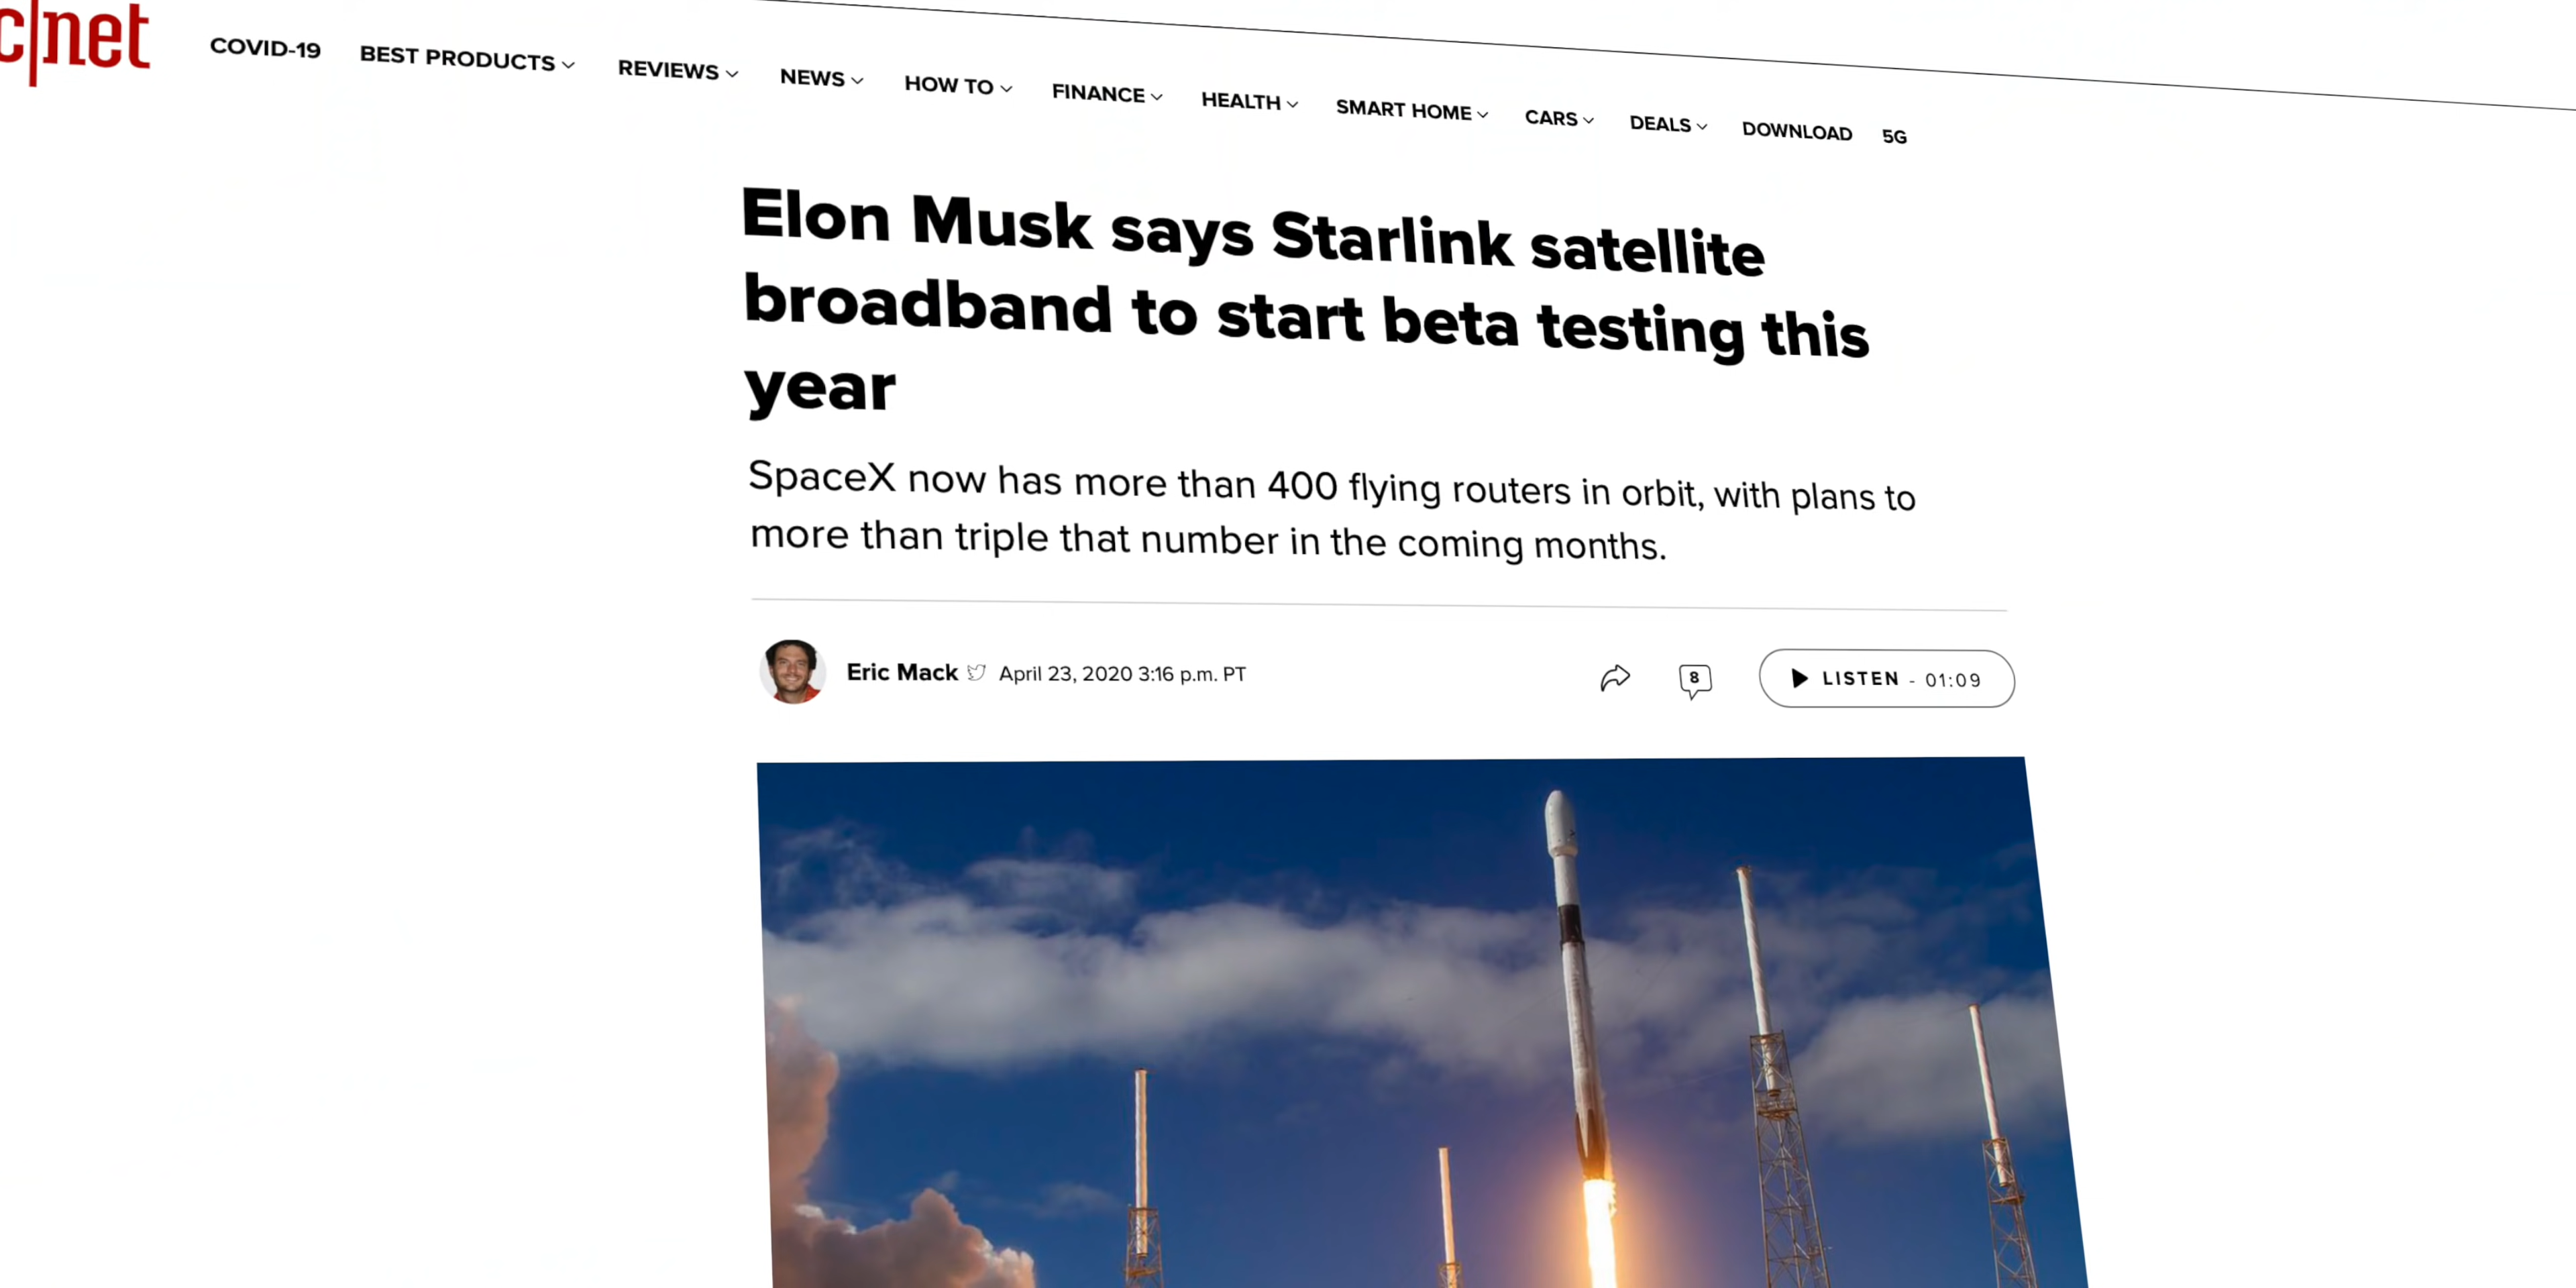 c|net
COVID-19 BEST PRODUCTS REVIEWS NEWS HOW TO FINANCE HEALTH SMART HOME CARS DEALS DOWNLOAD 5G
Elon Musk says Starlink satellite
broadband to start beta testing this
year
SpaceX now has more than 400 flying routers in orbit, with plans to
more than triple that number in the coming months.
Eric Mack April 23, 2020 3:16 p.m. PT 8 LISTEN - 01:09